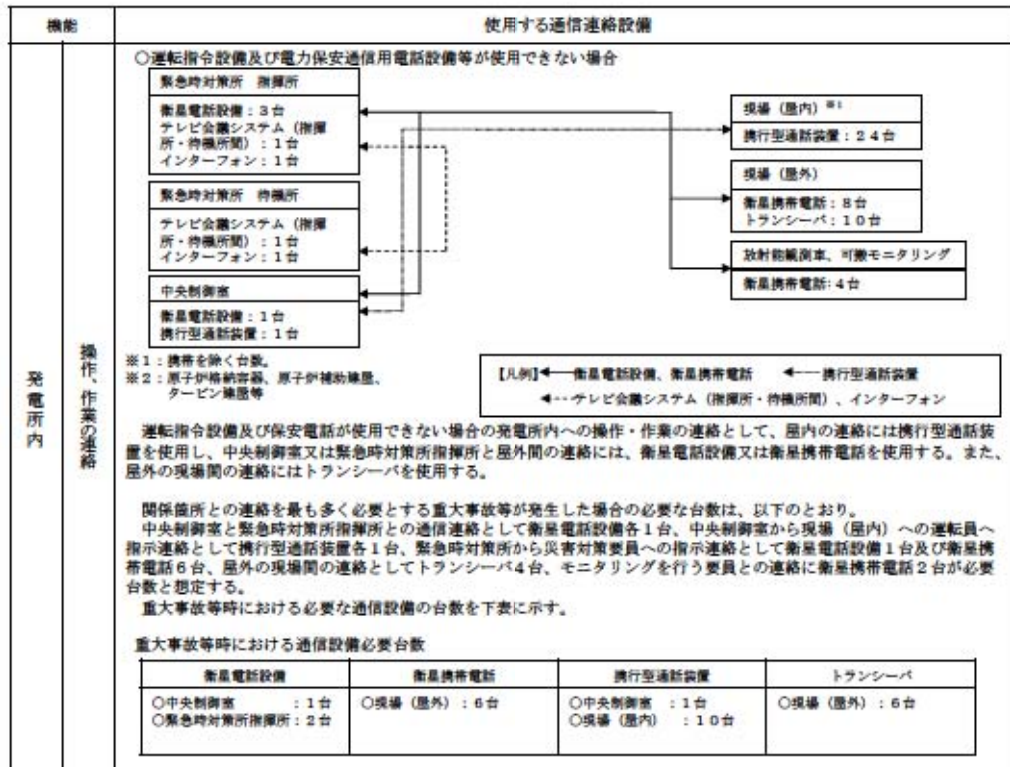 機能
使用する通信連絡設備
発電所内
操作、作業の連絡
○運転指令設備及び電力保安通信用電話設備等が使用できない場合
緊急時対策所 指揮所
衛星電話設備：3台
テレビ会議システム（指揮
所・待機所間）：1台
インターフォン：1台
緊急時対策所 待機所
テレビ会議システム（指揮
所・待機所間）：1台
インターフォン：1台
中央制御室
衛星電話設備：1台
携行型通話装置：1台
現場（屋内）※1
携行型通話装置：24台
現場（屋外）
衛星携帯電話：8台
トランシーバ：10台
放射能観測車、可搬モニタリング
衛星携帯電話：4台
※1：携帯を除く台数。
※2：原子炉格納容器、原子炉補助建屋、
タービン建屋等
【凡例】 衛星電話設備、衛星携帯電話 携行型通話装置
テレビ会議システム（指揮所・待機所間）、インターフォン
運転指令設備及び保安電話が使用できない場合の発電所内への操作・作業の連絡として、屋内の連絡には携行型通話装
置を使用し、中央制御室又は緊急時対策所指揮所と屋外間の連絡には、衛星電話設備又は衛星携帯電話を使用する。また、
屋外の現場間の連絡にはトランシーバを使用する。
関係箇所との連絡を最も多く必要とする重大事故等が発生した場合の必要な台数は、以下のとおり。
中央制御室と緊急時対策所指揮所との通信連絡として衛星電話設備各1台、中央制御室から現場（屋内）への運転員へ
指示連絡として携行型通話装置各1台、緊急時対策所から災害対策要員への指示連絡として衛星電話設備1台及び衛星携
帯電話6台、屋外の現場間の連絡としてトランシーバ4台、モニタリングを行う要員との連絡に衛星携帯電話2台が必要
台数と想定する。
重大事故等時における必要な通信設備の台数を下表に示す。
重大事故等時における通信設備必要台数
衛星電話設備 衛星携帯電話 携行型通話装置 トランシーバ
○中央制御室 ：1台 ○現場（屋外）：6台 ○中央制御室 ：1台 ○現場（屋外）：6台
○緊急時対策所指揮所：2台 ○現場（屋内） ：10台